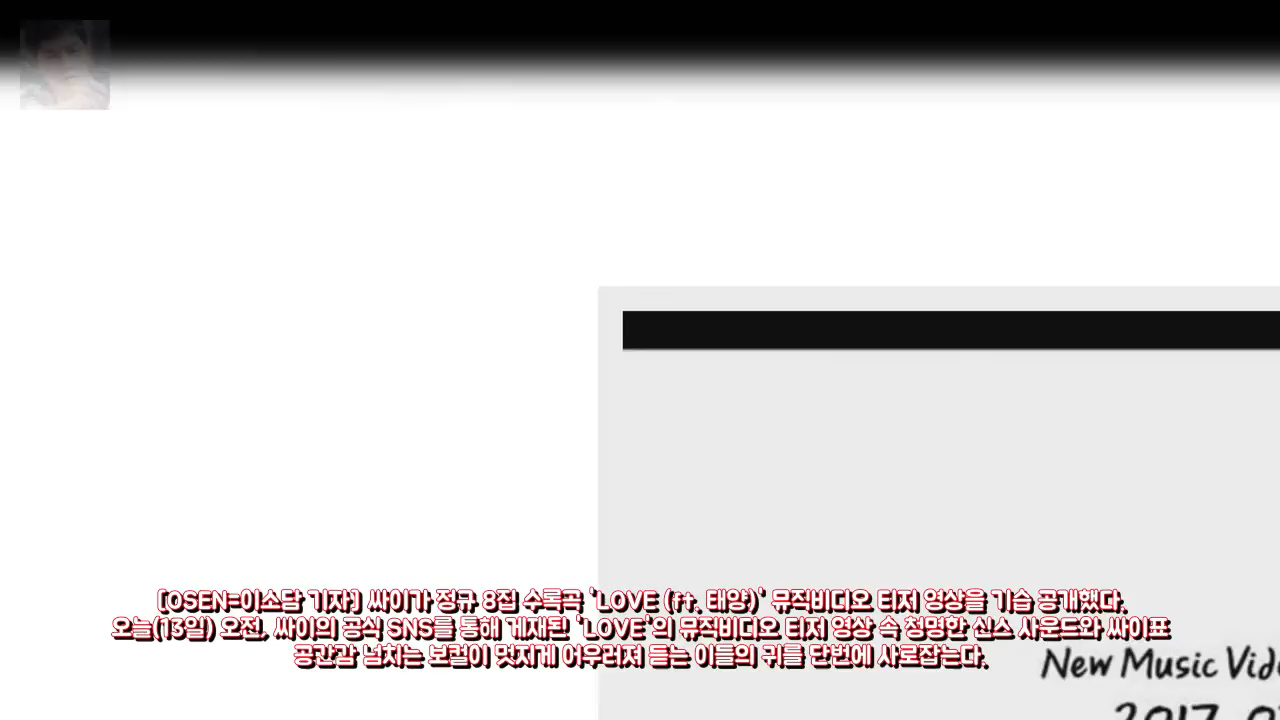 [OSEN=이소담 기자] 싸이가 정규 8집 수록곡 'LOVE (ft. 태양)' 뮤직비디오 티저 영상을 기습 공개했다.
오늘(13일) 오전, 싸이의 공식 SNS를 통해 게재된 'LOVE'의 뮤직비디오 티저 영상 속 청명한 신스 사운드와 싸이표
공간감 넘치는 보컬이 멋지게 어우러져 듣는 이들의 귀를 단번에 사로잡는다.
New Music
2017